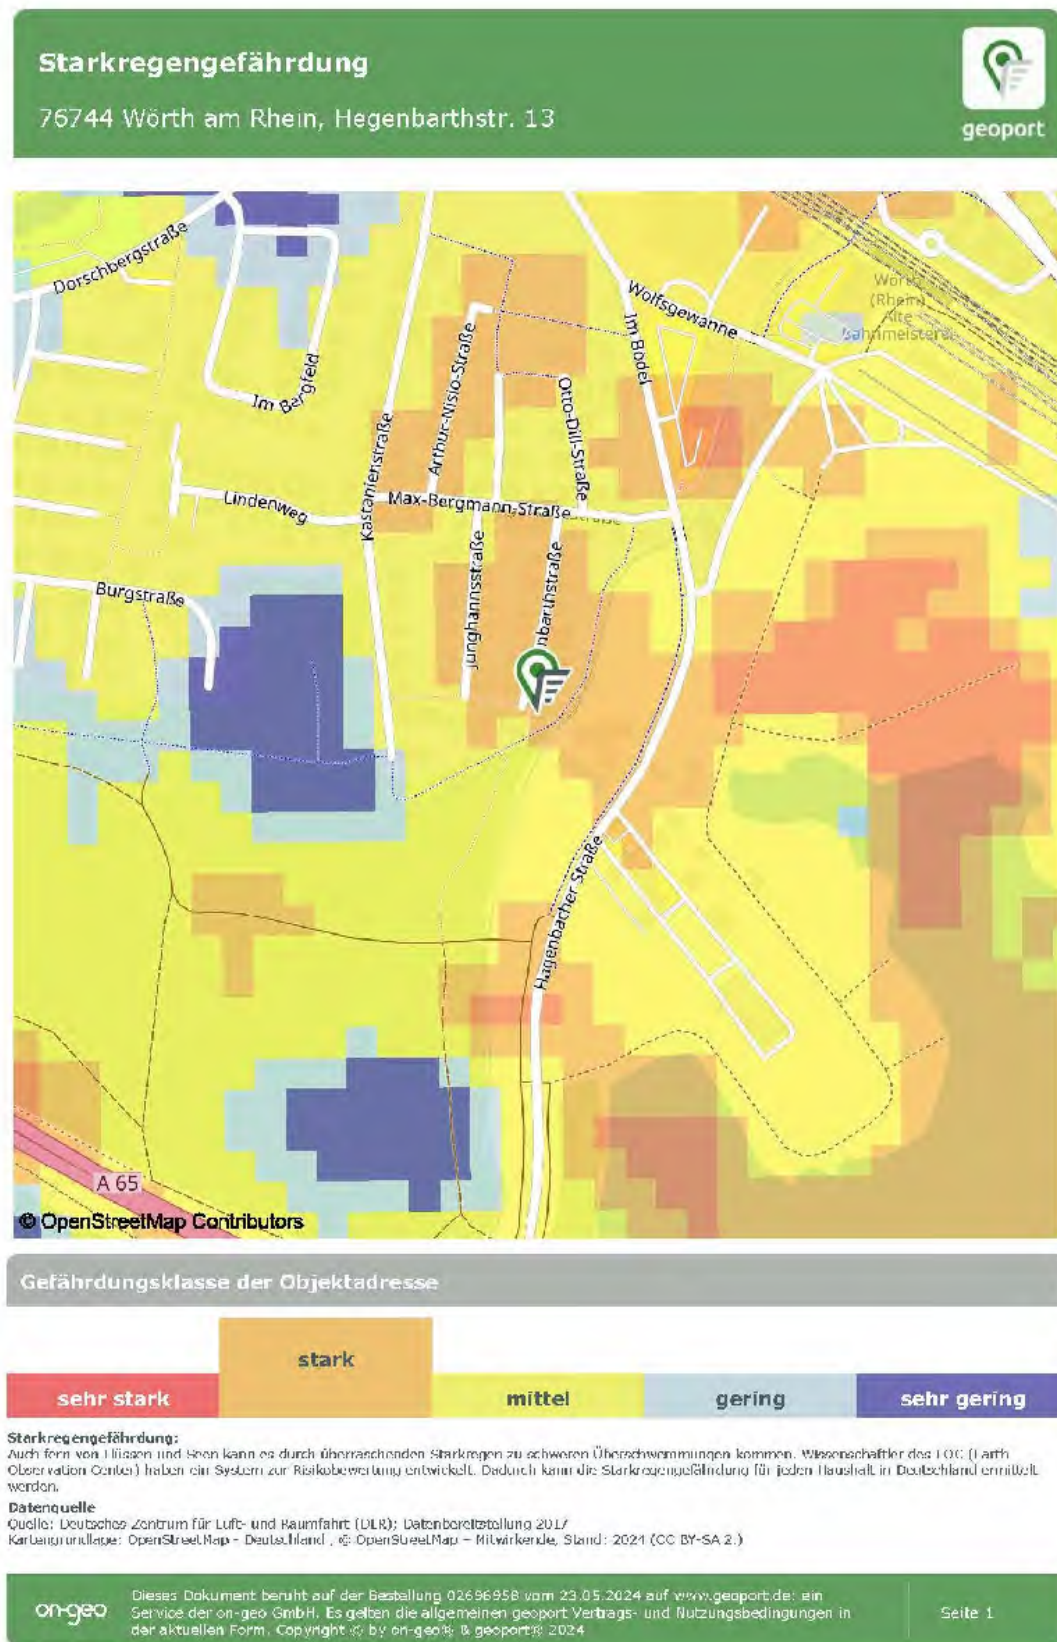 Starkregengefährdung
76744 Wörth am Rhein, Hegenbarthstr. 13
geoport
Dorschbergstraße
Im Bergfeld
Kastanienstraße
Arthur-Nisio-Straße
Otto-Dill-Straße
Im Bödel
Wolfsgewanne
Wörth
(Rhein)
Alte
Bahnmeisterei
Lindenweg
Max-Bergmann-Straße
straße
Burgstraße
Junghannsstraße
nbarthstraße
Hagenbacher Straße
A 65
© OpenStreetMap Contributors
Gefährdungsklasse der Objektadresse
stark
sehr stark
mittel
gering
sehr gering
Starkregengefährdung:
Auch fern von Flüssen und Seen kann es durch überraschenden Starkregen zu schweren Überschwemmungen kommen. Wissenschaftler des EOC (Earth
Observation Center) haben ein System zur Risikobewertung entwickelt. Dadurch kann die Starkregengefährdung für jeden Haushalt in Deutschland ermittelt
werden.
Datenquelle
Quelle: Deutsches Zentrum für Luft- und Raumfahrt (DLR); Datenbereitstellung 2017
Kartengrundlage: OpenStreetMap - Deutschland , © OpenStreetMap – Mitwirkende, Stand: 2024 (CC BY-SA 2.)
on-geo
Dieses Dokument beruht auf der Bestellung 02696958 vom 23.05.2024 auf www.geoport.de: ein
Service der on-geo GmbH. Es gelten die allgemeinen geoport Vertrags- und Nutzungsbedingungen in
der aktuellen Form. Copyright © by on-geo® & geoport® 2024
Seite 1